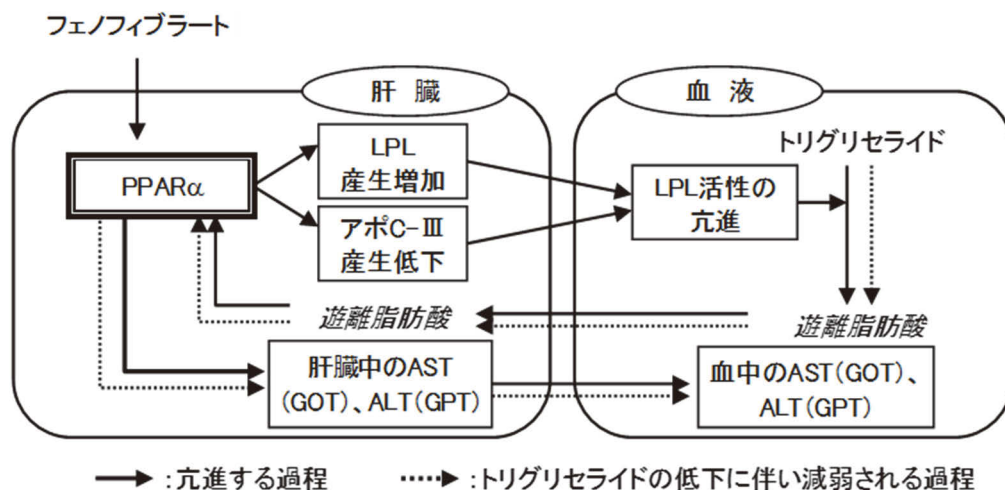 フェノフィブラート
肝 臓
血 液
PPARα
LPL
産生増加
アポC-Ⅲ
産生低下
LPL活性の
亢進
トリグリセライド
遊離脂肪酸
遊離脂肪酸
肝臓中のAST
(GOT)、ALT(GPT)
血中のAST(GOT)、
ALT(GPT)
:亢進する過程
:トリグリセライドの低下に伴い減弱される過程